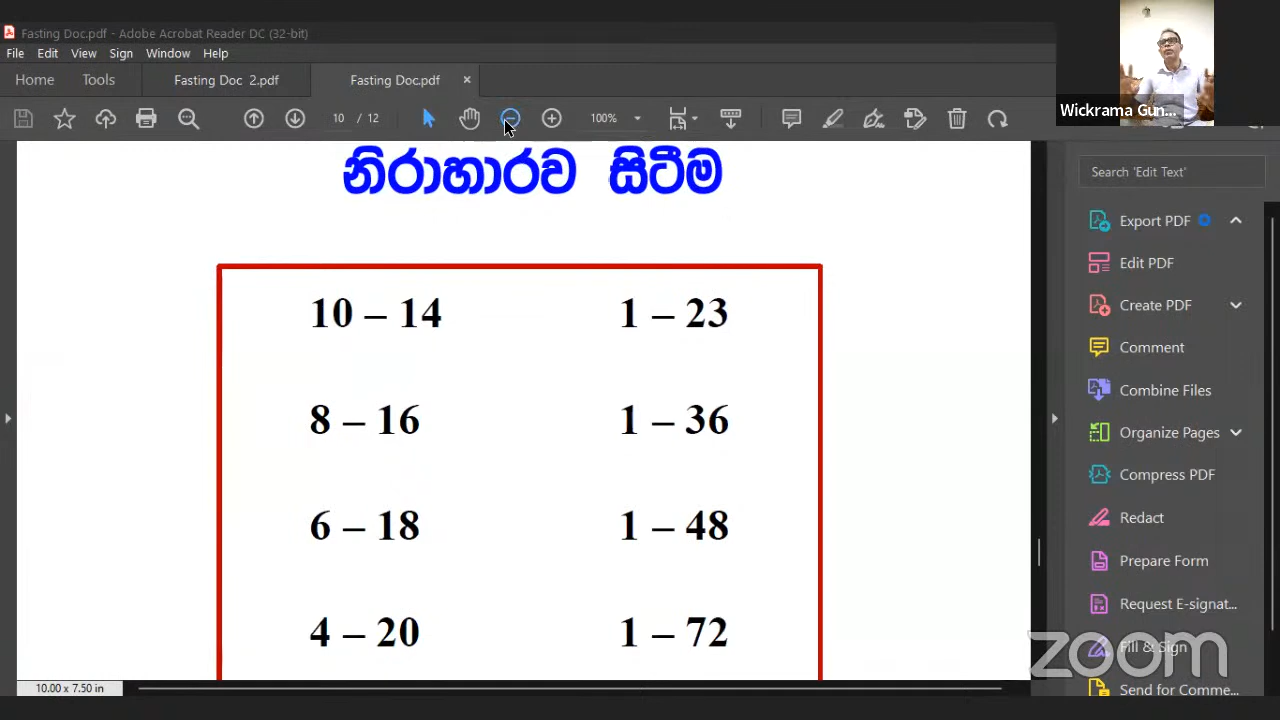 Fasting Doc.pdf - Adobe Acrobat Reader DC (32-bit)
File Edit View Sign Window Help
Home Tools Fasting Doc 2.pdf Fasting Doc.pdf ×
10 / 12 100%
Wickrama Gun...
නිරාහාරව සිටීම
10 – 14 1 – 23
8 – 16 1 – 36
6 – 18 1 – 48
4 – 20 1 – 72
10.00 x 7.50 in
Search 'Edit Text'
Export PDF
Edit PDF
Create PDF
Comment
Combine Files
Organize Pages
Compress PDF
Redact
Prepare Form
Request E-signat...
Fill & Sign
Send for Comme...
zoom